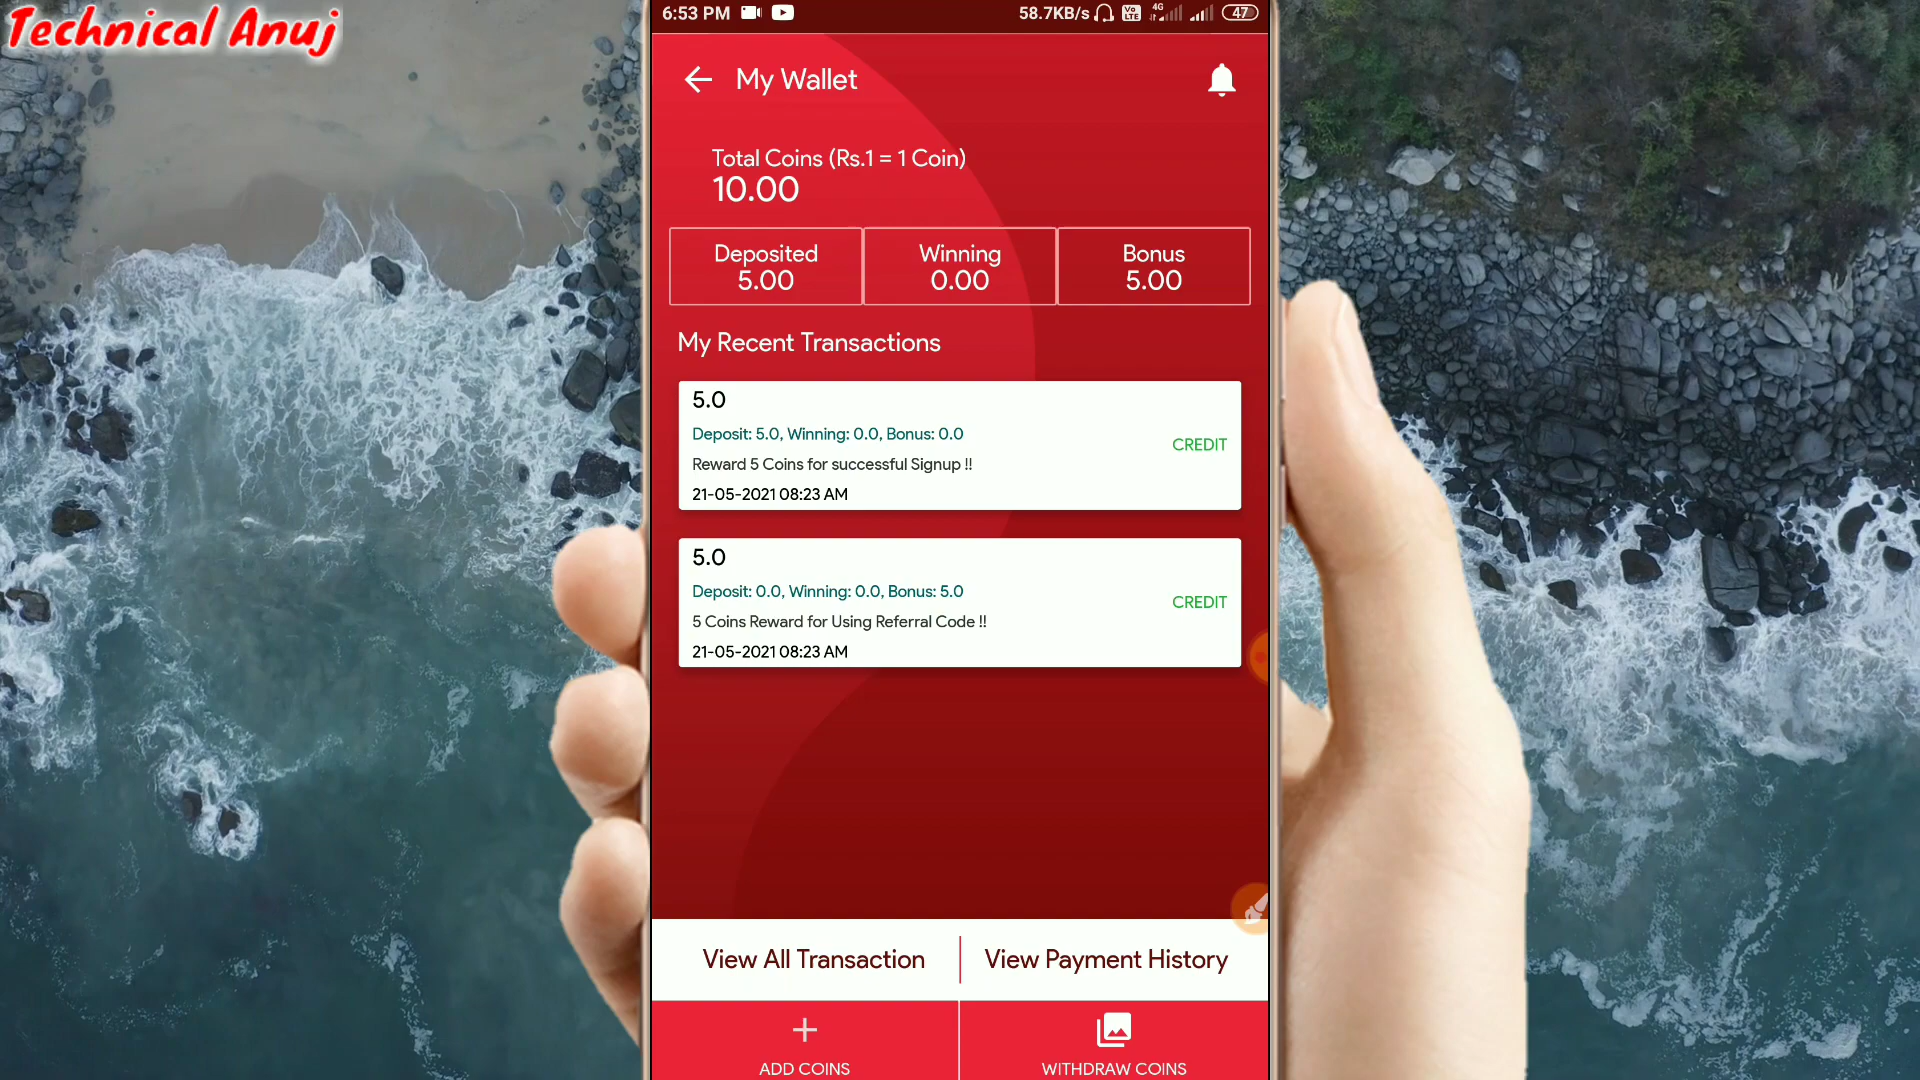 Technical Anuj
6:53 PM
58.7KB/s Vo LTE 4G 47
My Wallet
Total Coins (Rs.1 = 1 Coin)
10.00
Deposited
5.00
Winning
0.00
Bonus
5.00
My Recent Transactions
5.0
Deposit: 5.0, Winning: 0.0, Bonus: 0.0
CREDIT
Reward 5 Coins for successful Signup !!
21-05-2021 08:23 AM
5.0
Deposit: 0.0, Winning: 0.0, Bonus: 5.0
CREDIT
5 Coins Reward for Using Referral Code !!
21-05-2021 08:23 AM
View All Transaction
View Payment History
ADD COINS
WITHDRAW COINS